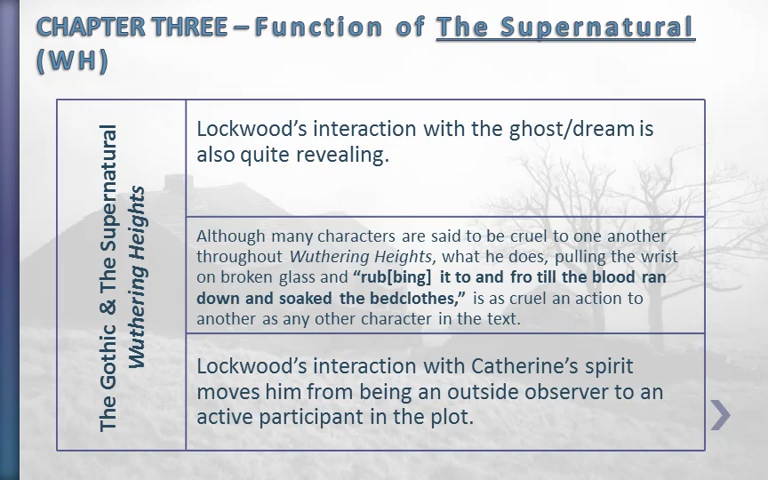 CHAPTER THREE – Function of The Supernatural
(WH)
The Gothic & The Supernatural
Wuthering Heights
Lockwood’s interaction with the ghost/dream is
also quite revealing.
Although many characters are said to be cruel to one another
throughout Wuthering Heights, what he does, pulling the wrist
on broken glass and “rub[bing] it to and fro till the blood ran
down and soaked the bedclothes,” is as cruel an action to
another as any other character in the text.
Lockwood’s interaction with Catherine’s spirit
moves him from being an outside observer to an
active participant in the plot.